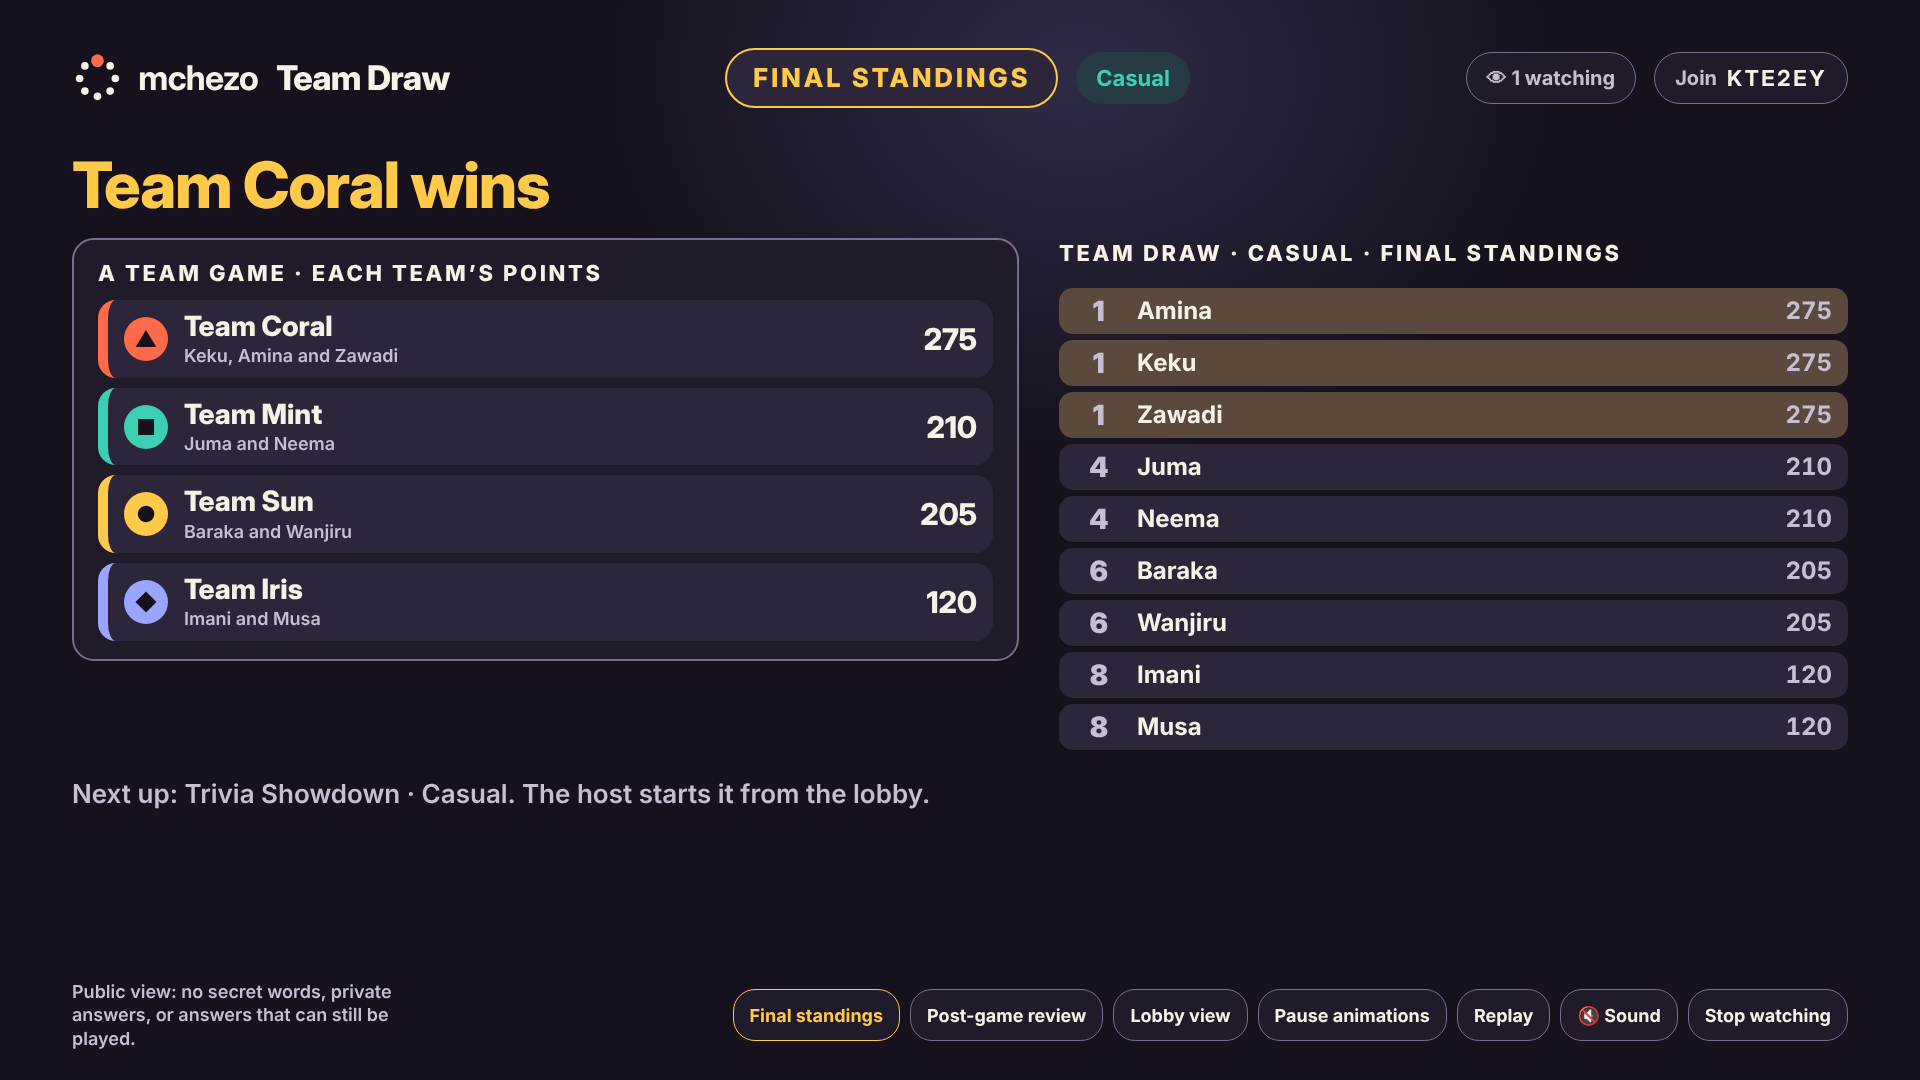 mchezo Team Draw
FINAL STANDINGS
Casual
1 watching
Join KTE2EY
Team Coral wins
A TEAM GAME · EACH TEAM’S POINTS
Team Coral
Keku, Amina and Zawadi
275
Team Mint
Juma and Neema
210
Team Sun
Baraka and Wanjiru
205
Team Iris
Imani and Musa
120
TEAM DRAW · CASUAL · FINAL STANDINGS
1 Amina 275
1 Keku 275
1 Zawadi 275
4 Juma 210
4 Neema 210
6 Baraka 205
6 Wanjiru 205
8 Imani 120
8 Musa 120
Next up: Trivia Showdown · Casual. The host starts it from the lobby.
Public view: no secret words, private
answers, or answers that can still be
played.
Final standings
Post-game review
Lobby view
Pause animations
Replay
Sound
Stop watching